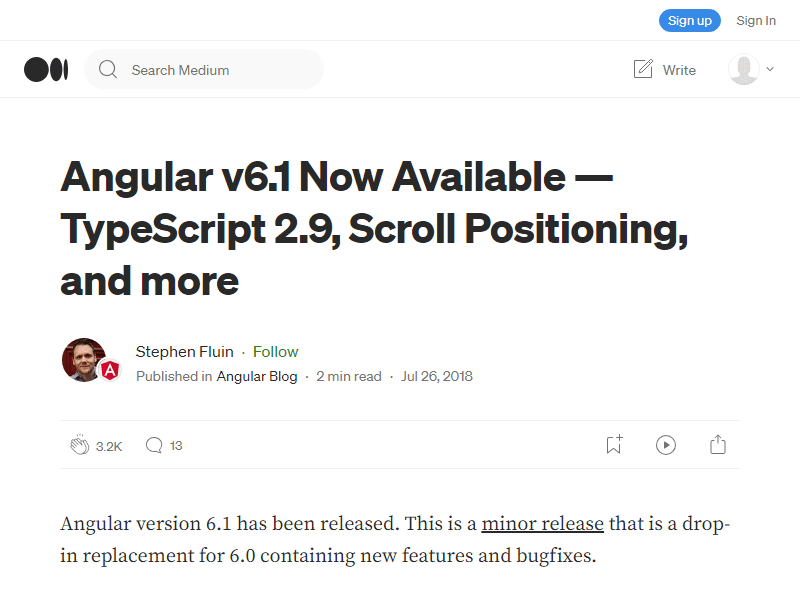 Sign up Sign In
Search Medium Write
Angular v6.1 Now Available —
TypeScript 2.9, Scroll Positioning,
and more
Stephen Fluin · Follow
Published in Angular Blog · 2 min read · Jul 26, 2018
3.2K 13
Angular version 6.1 has been released. This is a minor release that is a drop-
in replacement for 6.0 containing new features and bugfixes.